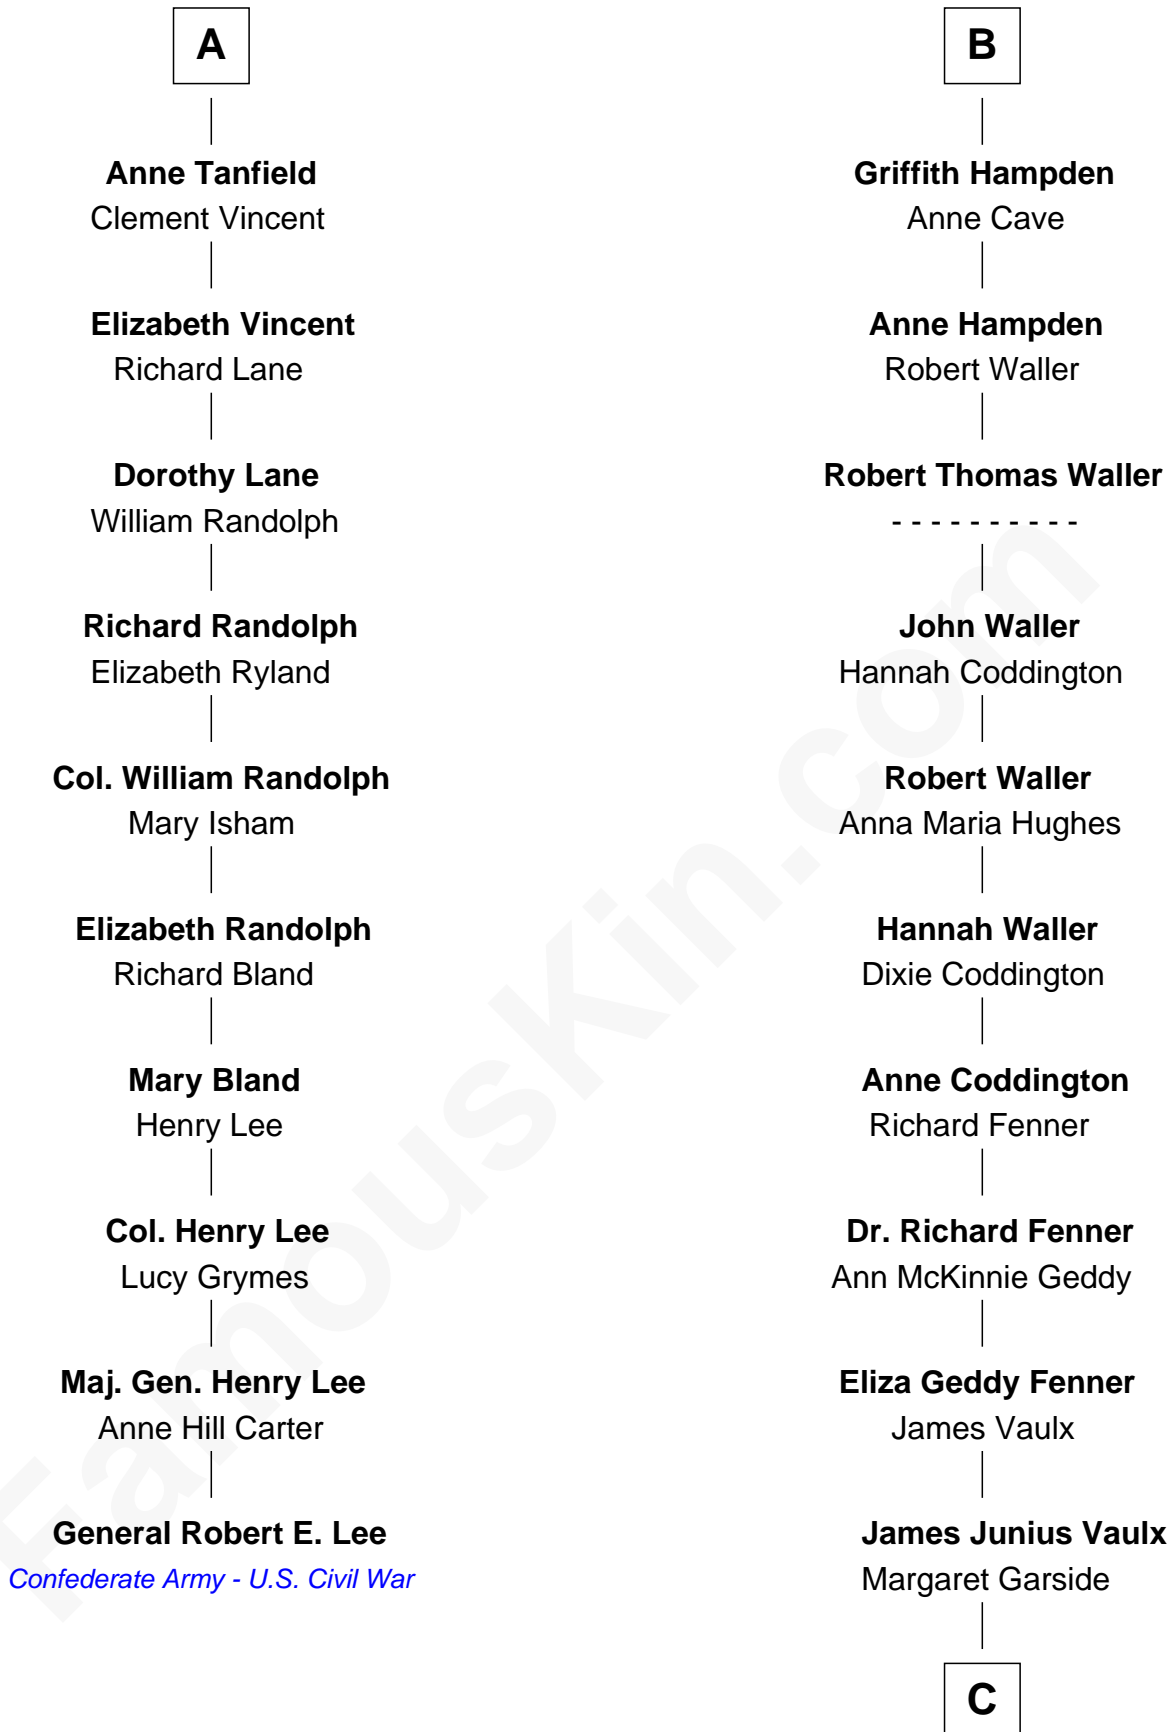 A
Anne Tanfield
Clement Vincent
Elizabeth Vincent
Richard Lane
Dorothy Lane
William Randolph
Richard Randolph
Elizabeth Ryland
Col. William Randolph
Mary Isham
Elizabeth Randolph
Richard Bland
Mary Bland
Henry Lee
Col. Henry Lee
Lucy Grymes
Maj. Gen. Henry Lee
Anne Hill Carter
General Robert E. Lee
Confederate Army - U.S. Civil War
B
Griffith Hampden
Anne Cave
Anne Hampden
Robert Waller
Robert Thomas Waller
- - - - - - - - - -
John Waller
Hannah Coddington
Robert Waller
Anna Maria Hughes
Hannah Waller
Dixie Coddington
Anne Coddington
Richard Fenner
Dr. Richard Fenner
Ann McKinnie Geddy
Eliza Geddy Fenner
James Vaulx
James Junius Vaulx
Margaret Garside
C
FamousKin.com